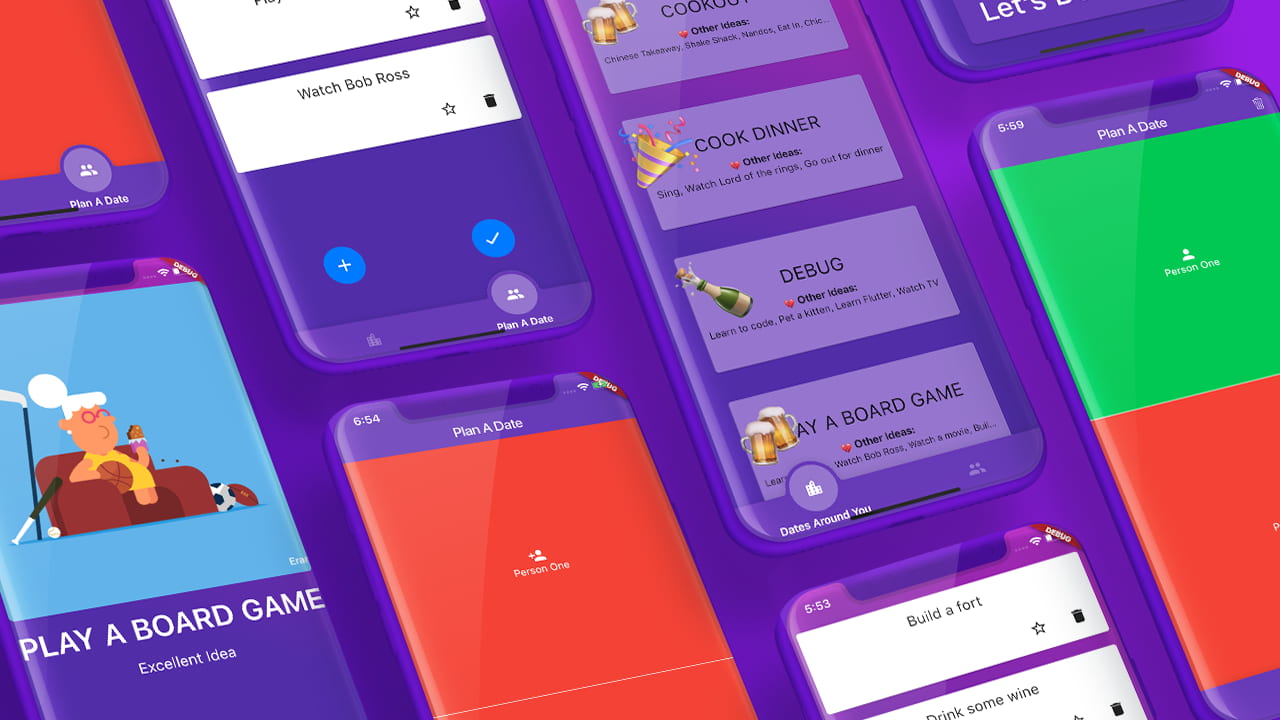 Plan A Date
Watch Bob Ross
Plan A Date
COOKOUT
Other Ideas:
Chinese Takeaway, Shake Shack, Nandos, Eat In, Chic...
COOK DINNER
Other Ideas:
Sing, Watch Lord of the rings, Go out for dinner
DEBUG
Other Ideas:
Learn to code, Pet a kitten, Learn Flutter, Watch TV
PLAY A BOARD GAME
Other Ideas:
Watch Bob Ross, Watch a movie, Buil...
Dates Around You
Let's
DEBUG
5:59
Plan A Date
Person One
DEBUG
PLAY A BOARD GAME
Excellent Idea
DEBUG
6:54
Plan A Date
Person One
DEBUG
5:53
Build a fort
Drink some wine